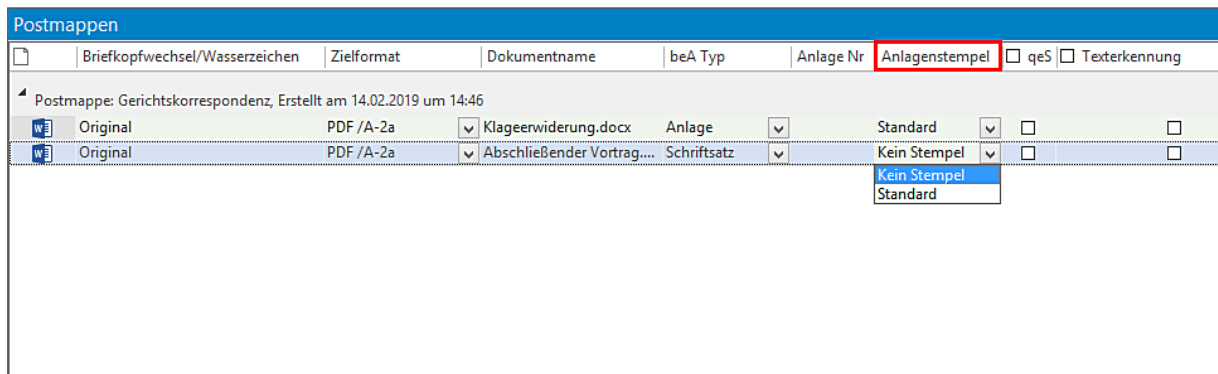 Postmappen
Briefkopfwechsel/Wasserzeichen Zielformat Dokumentname beA Typ Anlage Nr Anlagenstempel qeS Texterkennung
Postmappe: Gerichtskorrespondenz, Erstellt am 14.02.2019 um 14:46
Original PDF /A-2a Klageerwiderung.docx Anlage Standard
Original PDF /A-2a Abschließender Vortrag.... Schriftsatz Kein Stempel
Kein Stempel
Standard